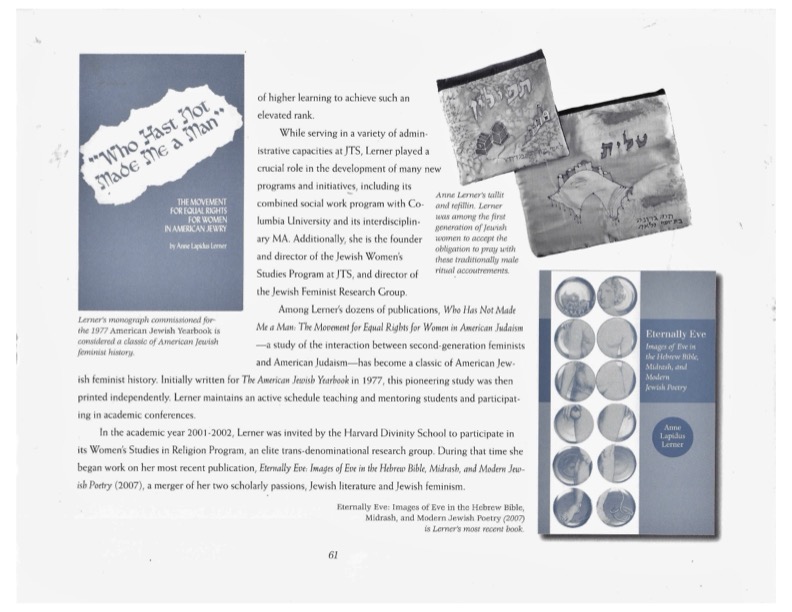 "Who Hast Not
Made Me a Man"
THE MOVEMENT
FOR EQUAL RIGHTS
FOR WOMEN
IN AMERICAN JEWRY
by Anne Lapidus Lerner
Lerner's monograph commissioned for
the 1977 American Jewish Yearbook is
considered a classic of American Jewish
feminist history.
of higher learning to achieve such an
elevated rank.
While serving in a variety of admin-
istrative capacities at JTS, Lerner played a
crucial role in the development of many new
programs and initiatives, including its
combined social work program with Co-
lumbia University and its interdisciplin-
ary MA. Additionally, she is the founder
and director of the Jewish Women's
Studies Program at JTS, and director of
the Jewish Feminist Research Group.
תפילין
טלית
Anne Lerner's tallit
and tefillin. Lerner
was among the first
generation of Jewish
women to accept the
obligation to pray with
these traditionally male
ritual accoutrements.
Among Lerner's dozens of publications, Who Has Not Made
Me a Man: The Movement for Equal Rights for Women in American Judaism
—a study of the interaction between second-generation feminists
and American Judaism—has become a classic of American Jew-
ish feminist history. Initially written for The American Jewish Yearbook in 1977, this pioneering study was then
printed independently. Lerner maintains an active schedule teaching and mentoring students and participat-
ing in academic conferences.
In the academic year 2001-2002, Lerner was invited by the Harvard Divinity School to participate in
its Women's Studies in Religion Program, an elite trans-denominational research group. During that time she
began work on her most recent publication, Eternally Eve: Images of Eve in the Hebrew Bible, Midrash, and Modern Jew-
ish Poetry (2007), a merger of her two scholarly passions, Jewish literature and Jewish feminism.
Eternally Eve
Images of Eve in
the Hebrew Bible,
Midrash, and
Modern
Jewish Poetry
Anne
Lapidus
Lerner
Eternally Eve: Images of Eve in the Hebrew Bible,
Midrash, and Modern Jewish Poetry (2007)
is Lerner's most recent book.
61